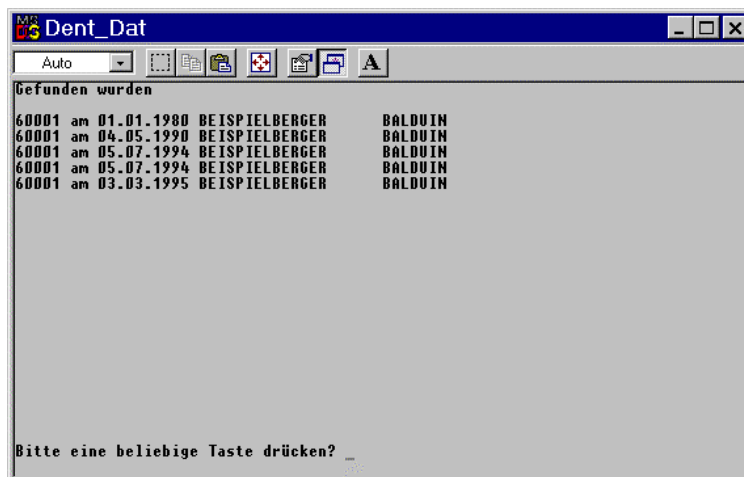 MS DOS Dent_Dat
Auto A
Gefunden wurden
60001 am 01.01.1980 BEISPIELBERGER BALDUIN
60001 am 04.05.1990 BEISPIELBERGER BALDUIN
60001 am 05.07.1994 BEISPIELBERGER BALDUIN
60001 am 05.07.1994 BEISPIELBERGER BALDUIN
60001 am 03.03.1995 BEISPIELBERGER BALDUIN
Bitte eine beliebige Taste drücken? _